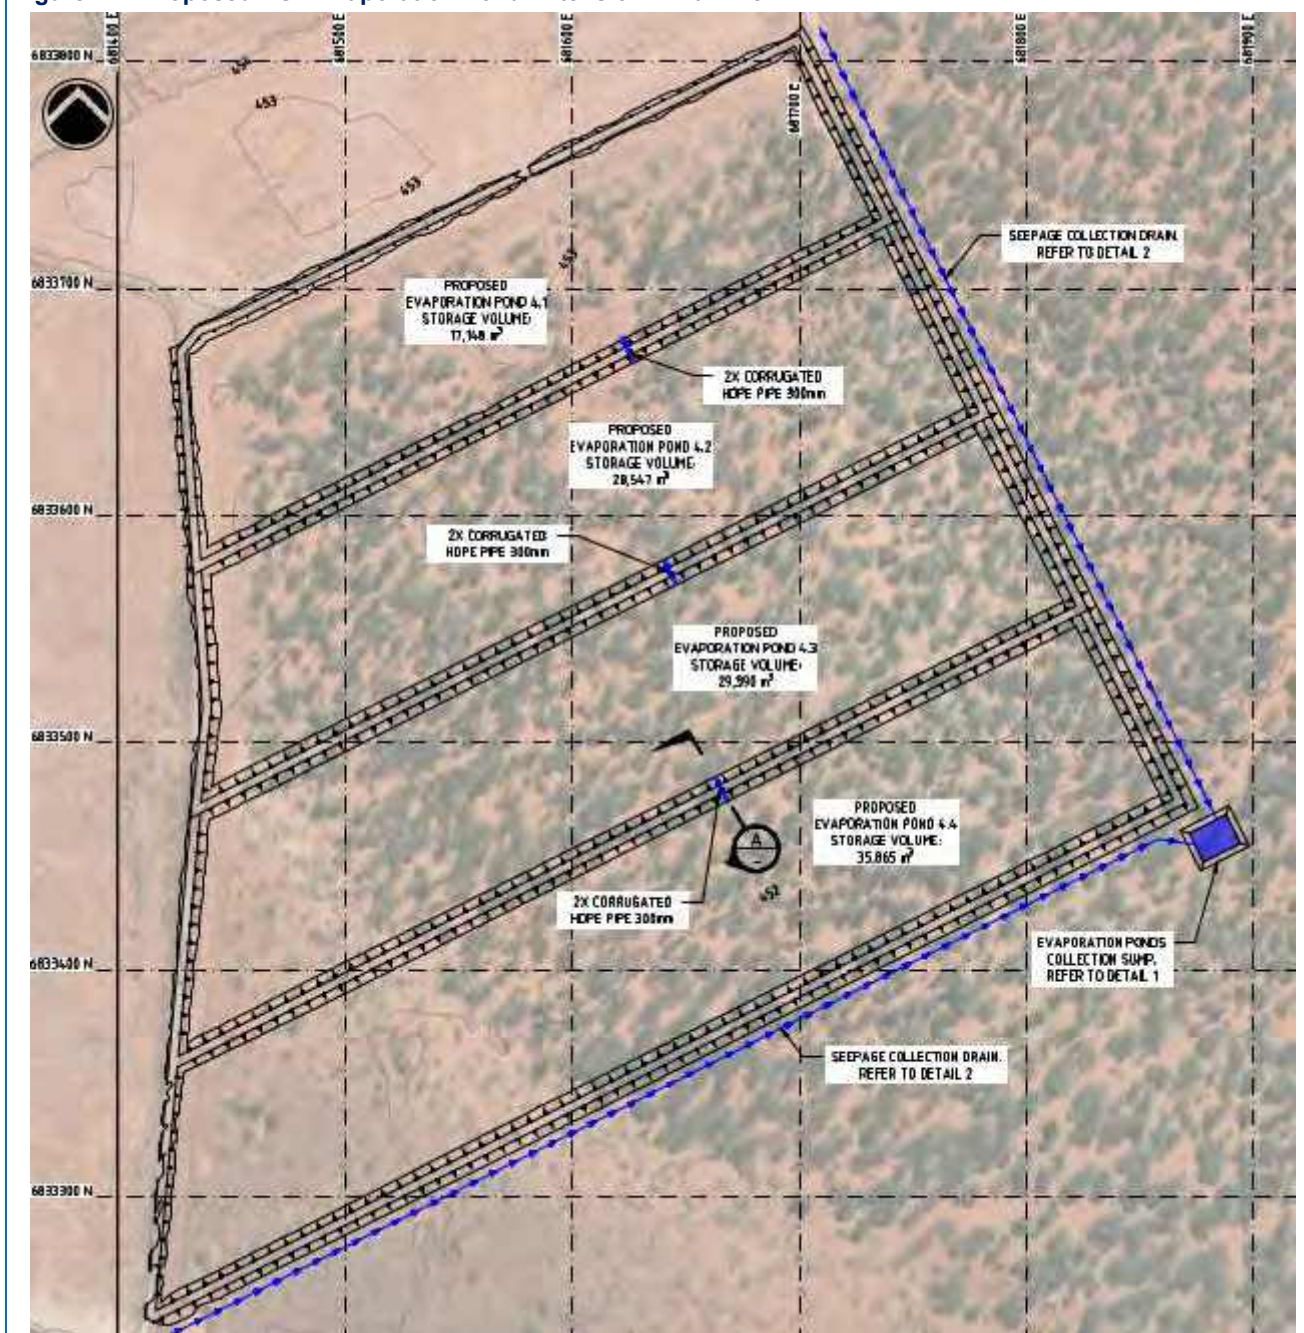 681400 E
681500 E
681600 E
681700 E
681800 E
681900 E
6833800 N
453
453
453
SEEPAGE COLLECTION DRAIN.
REFER TO DETAIL 2
6833700 N
PROPOSED
EVAPORATION POND 4.1
STORAGE VOLUME:
17,148 m³
2X CORRUGATED
HDPE PIPE 300mm
PROPOSED
EVAPORATION POND 4.2
STORAGE VOLUME:
28,547 m³
6833600 N
2X CORRUGATED
HDPE PIPE 300mm
PROPOSED
EVAPORATION POND 4.3
STORAGE VOLUME:
29,990 m³
6833500 N
PROPOSED
EVAPORATION POND 4.4
STORAGE VOLUME:
35,865 m³
A
452
2X CORRUGATED
HDPE PIPE 300mm
6833400 N
EVAPORATION PONDS
COLLECTION SUMP.
REFER TO DETAIL 1
SEEPAGE COLLECTION DRAIN.
REFER TO DETAIL 2
6833300 N